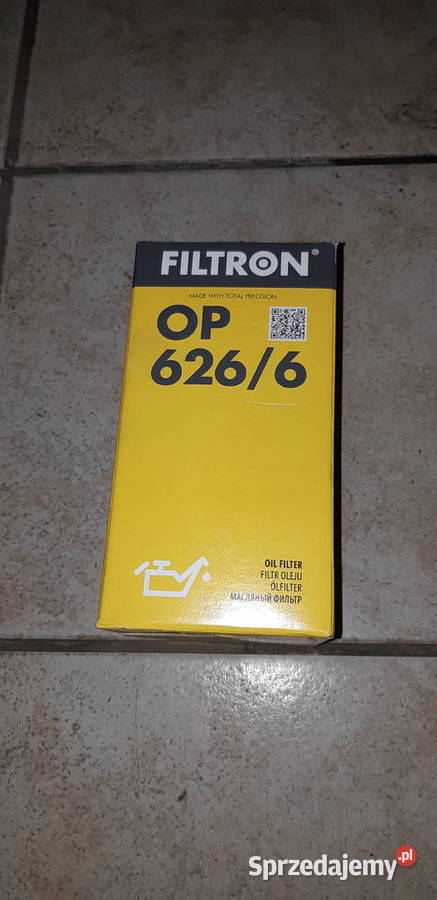 FILTRON®
MADE WITH TOTAL PRECISION
OP
626/6
OIL FILTER
FILTR OLEJU
ÖLFILTER
МАСЛЯНЫЙ ФИЛЬТР
Sprzedajemy.pl